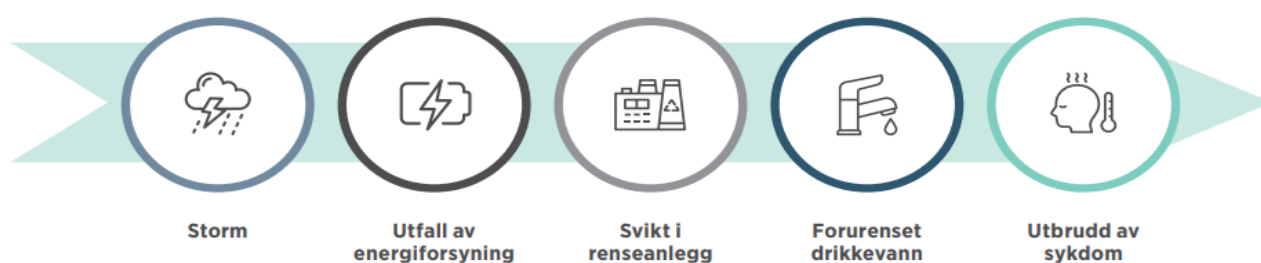 Storm
Utfall av
energiforsyning
Svikt i
renseanlegg
Forurenset
drikkevann
Utbrudd av
sykdom